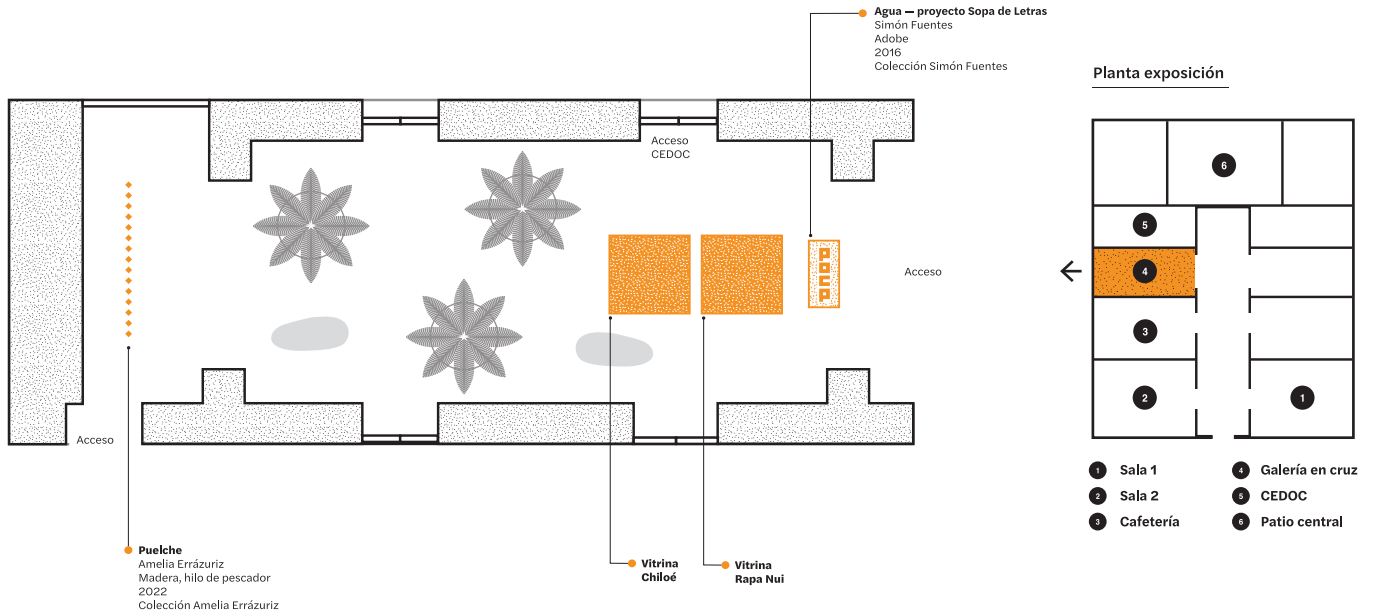 Agua — proyecto Sopa de Letras
Simón Fuentes
Adobe
2016
Colección Simón Fuentes
Planta exposición
Acceso
CEDOC
Acceso
Acceso
Puelche
Amelia Errázuriz
Madera, hilo de pescador
2022
Colección Amelia Errázuriz
Vitrina
Chiloé
Vitrina
Rapa Nui
6
5
4
3
2
1
1 Sala 1
2 Sala 2
3 Cafetería
4 Galería en cruz
5 CEDOC
6 Patio central